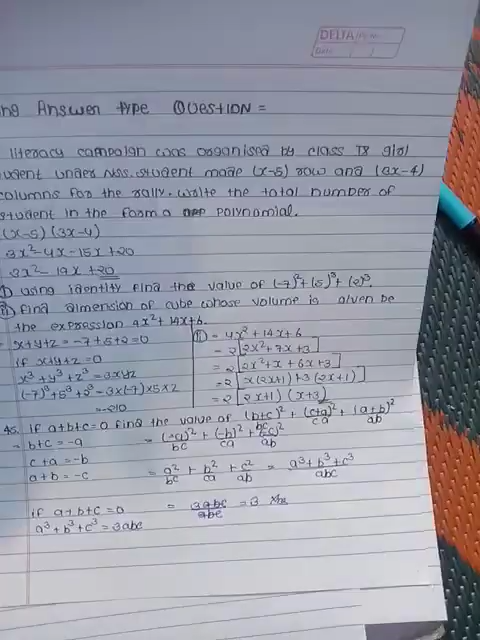 DELTA
Date
Answer type QUESTION =
literacy campaign was organised by class IX girl
student under NSS. student made (x-5) row and (3x-4)
columns for the rally. write the total number of
student in the form a polynomial.
(x-5) (3x-4)
3x² - 4x - 15x + 20
3x² - 19x + 20
① using identity find the value of (-7)³ + (5)³ + (2)³.
② find dimension of cube whose volume is given be
the expression 4x² + 14x + 6.
x+y+z = -7+5+2 = 0
if x+y+z = 0
x³+y³+z³ = 3xyz
(-7)³+5³+2³ = 3x(-7)x5x2
= -210
② = 4x² + 14x + 6
= 2[2x² + 7x + 3]
= 2[2x² + x + 6x + 3]
= 2[x(2x+1)+3(2x+1)]
= 2[(2x+1)(x+3)]
45. If a+b+c = 0 find the value of (b+c)²/bc + (c+a)²/ca + (a+b)²/ab
b+c = -a
c+a = -b
a+b = -c
= (-a)²/bc + (-b)²/ca + (-c)²/ab
= a²/bc + b²/ca + c²/ab = a³+b³+c³/abc
if a+b+c = 0
a³+b³+c³ = 3abc
= 3abc/abc = 3 Ans